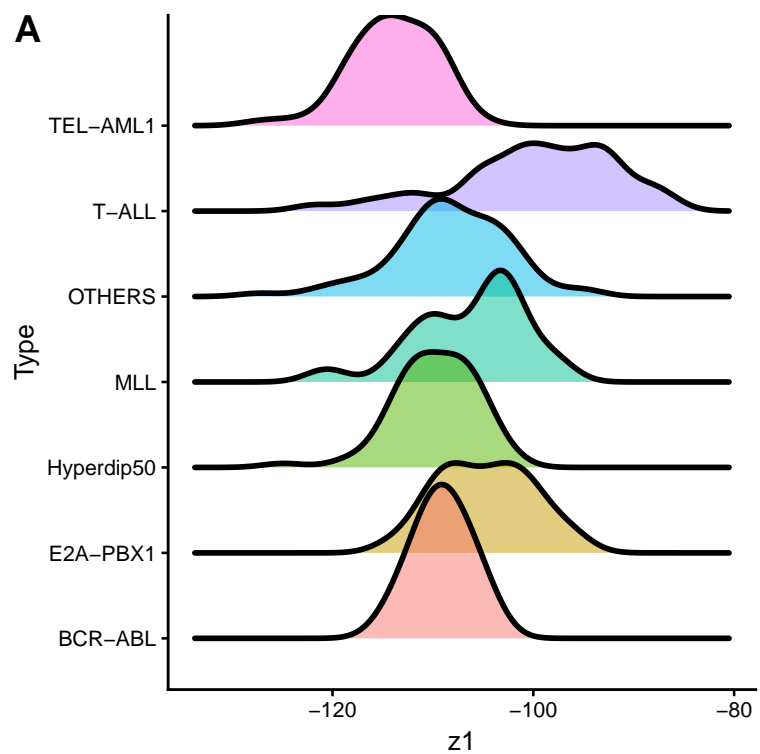 A
TEL−AML1
T−ALL
OTHERS
MLL
Hyperdip50
E2A−PBX1
BCR−ABL
Type
−120
−100
−80
z1